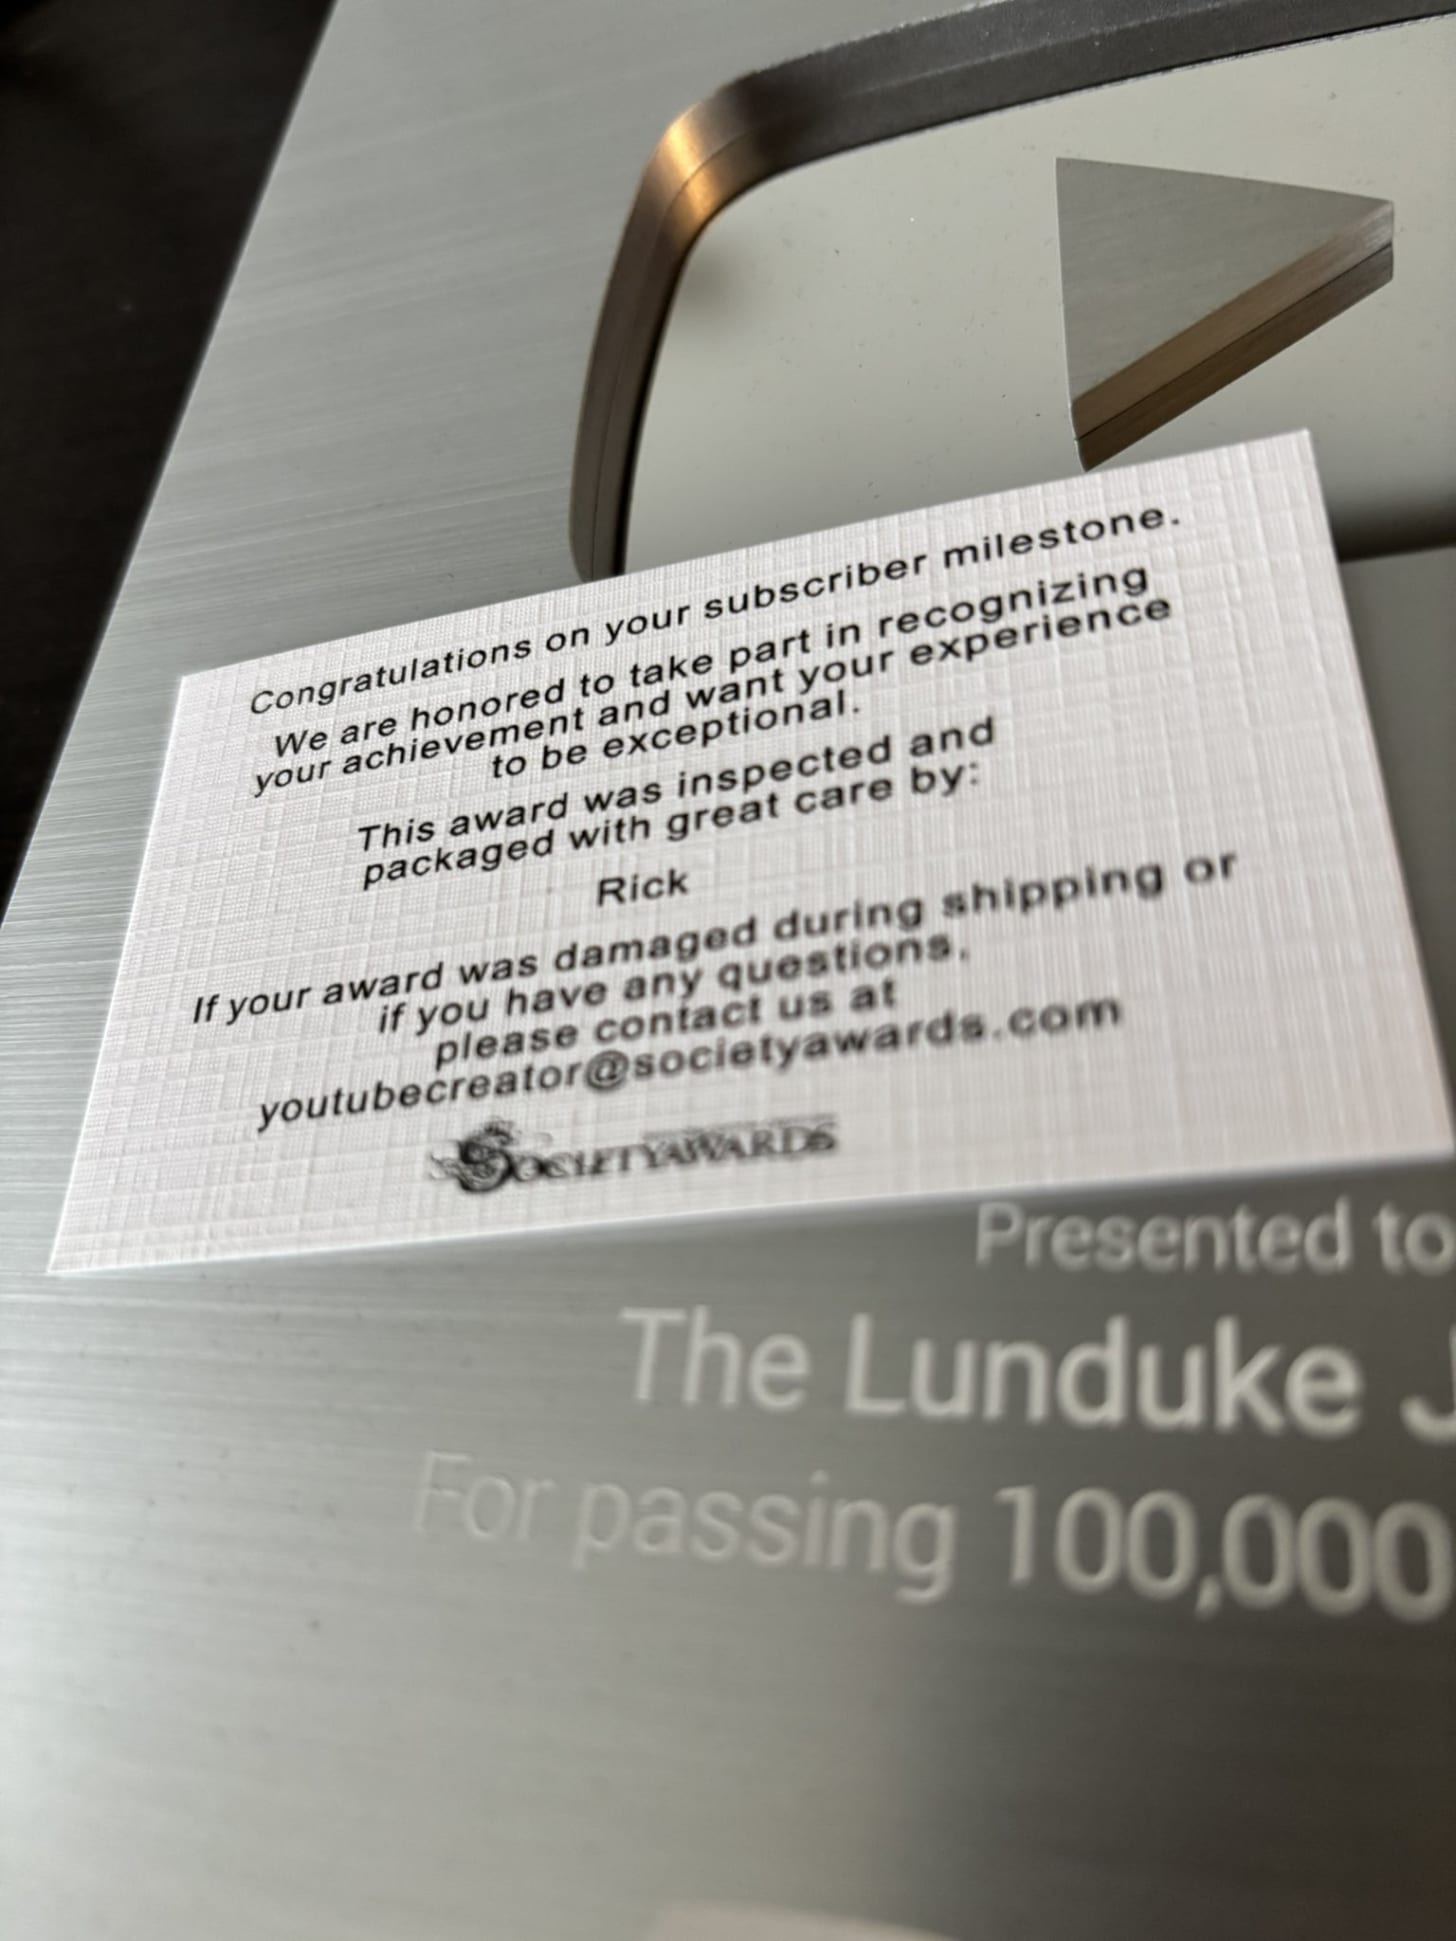 Congratulations on your subscriber milestone.
We are honored to take part in recognizing
your achievement and want your experience
to be exceptional.
This award was inspected and
packaged with great care by:
Rick
If your award was damaged during shipping or
if you have any questions,
please contact us at
youtubecreator@societyawards.com
SOCIETYAWARDS
Presented to
The Lunduke J
For passing 100,000